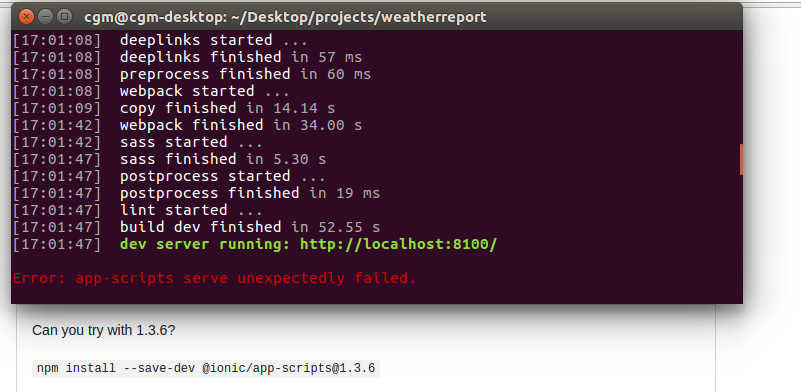 cgm@cgm-desktop: ~/Desktop/projects/weatherreport
[17:01:08] deeplinks started ...
[17:01:08] deeplinks finished in 57 ms
[17:01:08] preprocess finished in 60 ms
[17:01:08] webpack started ...
[17:01:09] copy finished in 14.14 s
[17:01:42] webpack finished in 34.00 s
[17:01:42] sass started ...
[17:01:47] sass finished in 5.30 s
[17:01:47] postprocess started ...
[17:01:47] postprocess finished in 19 ms
[17:01:47] lint started ...
[17:01:47] build dev finished in 52.55 s
[17:01:47] dev server running: http://localhost:8100/
Error: app-scripts serve unexpectedly failed.
Can you try with 1.3.6?
npm install --save-dev @ionic/app-scripts@1.3.6